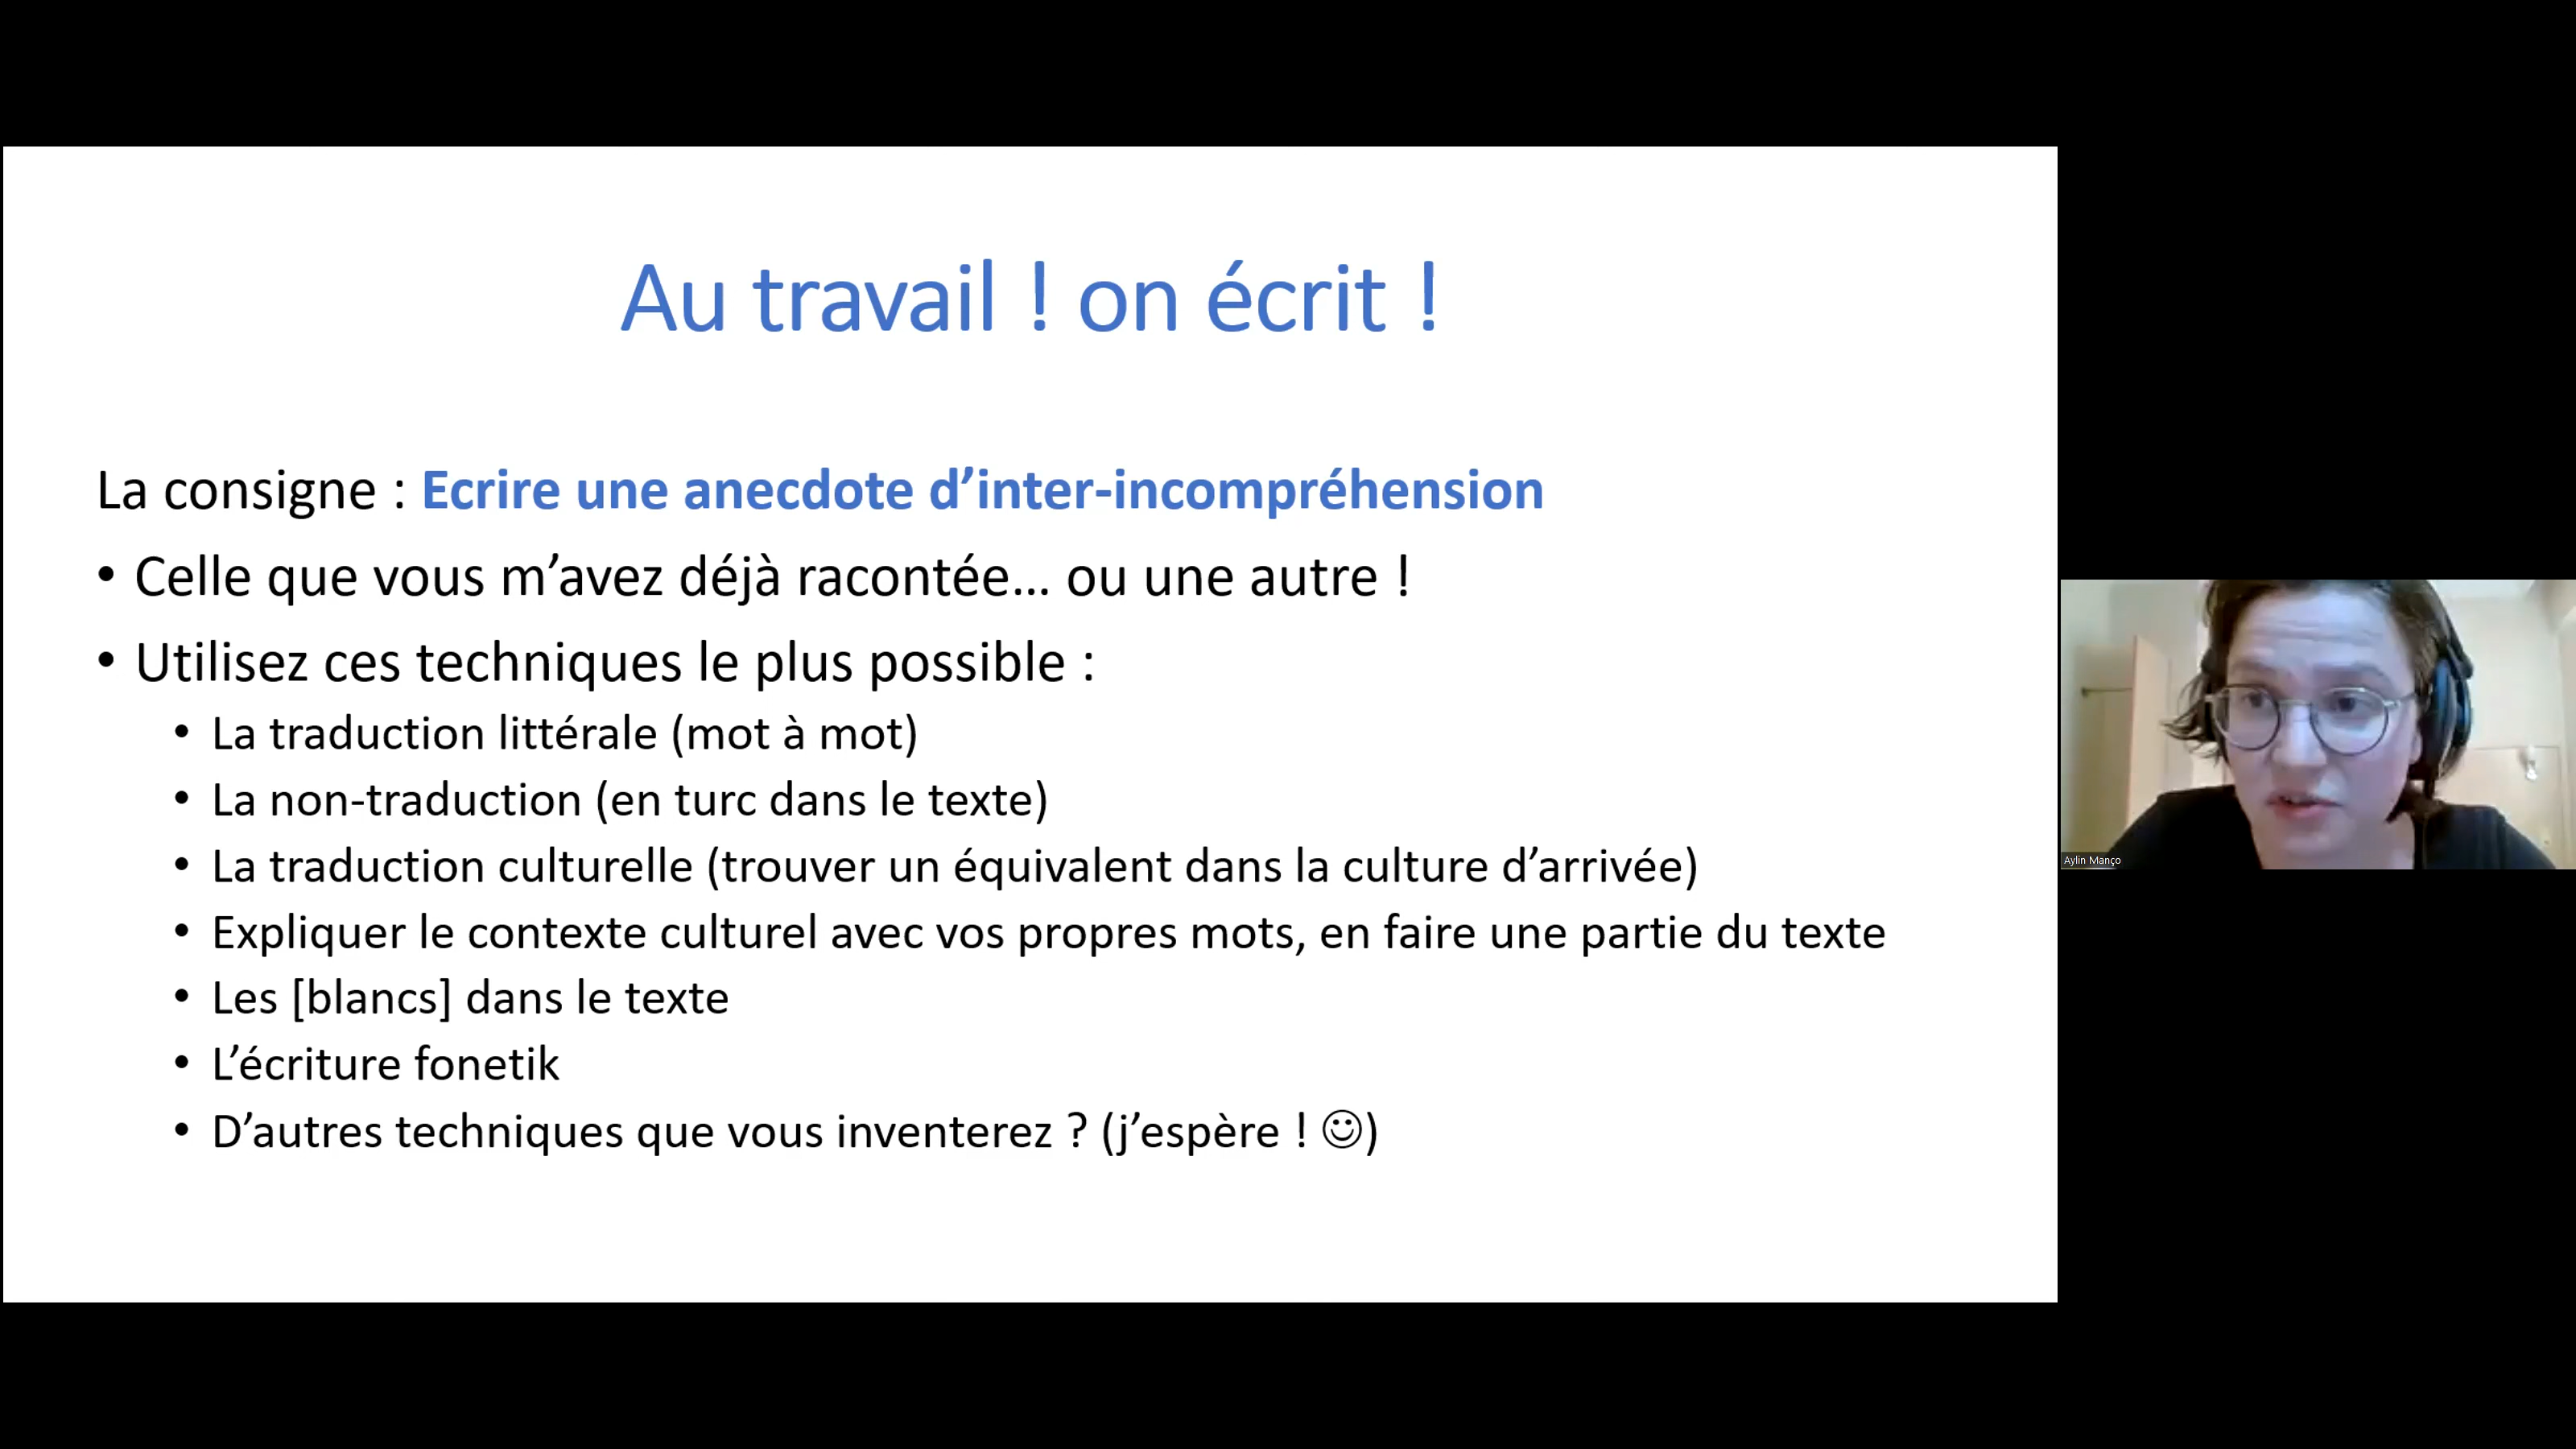 Au travail ! on écrit !
La consigne : Ecrire une anecdote d’inter-incompréhension
• Celle que vous m’avez déjà racontée… ou une autre !
• Utilisez ces techniques le plus possible :
• La traduction littérale (mot à mot)
• La non-traduction (en turc dans le texte)
• La traduction culturelle (trouver un équivalent dans la culture d’arrivée)
• Expliquer le contexte culturel avec vos propres mots, en faire une partie du texte
• Les [blancs] dans le texte
• L’écriture fonetik
• D’autres techniques que vous inventerez ? (j’espère ! ☺)
Aylin Manço